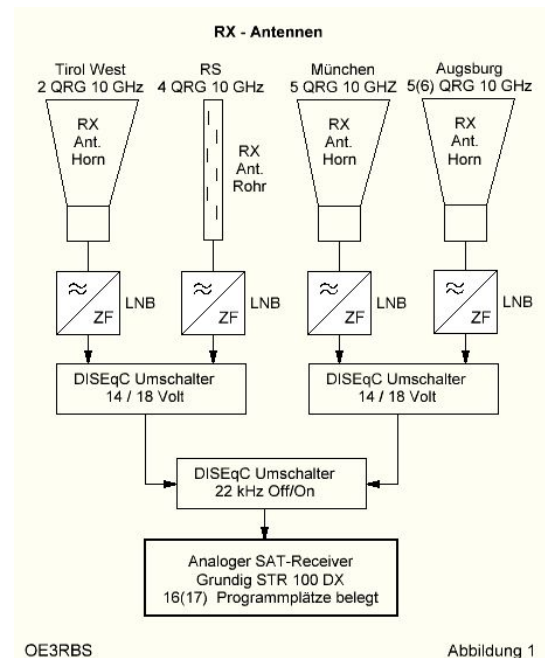 RX - Antennen
Tirol West
2 QRG 10 GHz
RS
4 QRG 10 GHz
München
5 QRG 10 GHZ
Augsburg
5(6) QRG 10 GHz
RX
Ant.
Horn
RX
Ant.
Rohr
RX
Ant.
Horn
RX
Ant.
Horn
≈
ZF
LNB
≈
ZF
LNB
≈
ZF
LNB
≈
ZF
LNB
DISEqC Umschalter
14 / 18 Volt
DISEqC Umschalter
14 / 18 Volt
DISEqC Umschalter
22 kHz Off/On
Analoger SAT-Receiver
Grundig STR 100 DX
16(17) Programmplätze belegt
OE3RBS
Abbildung 1